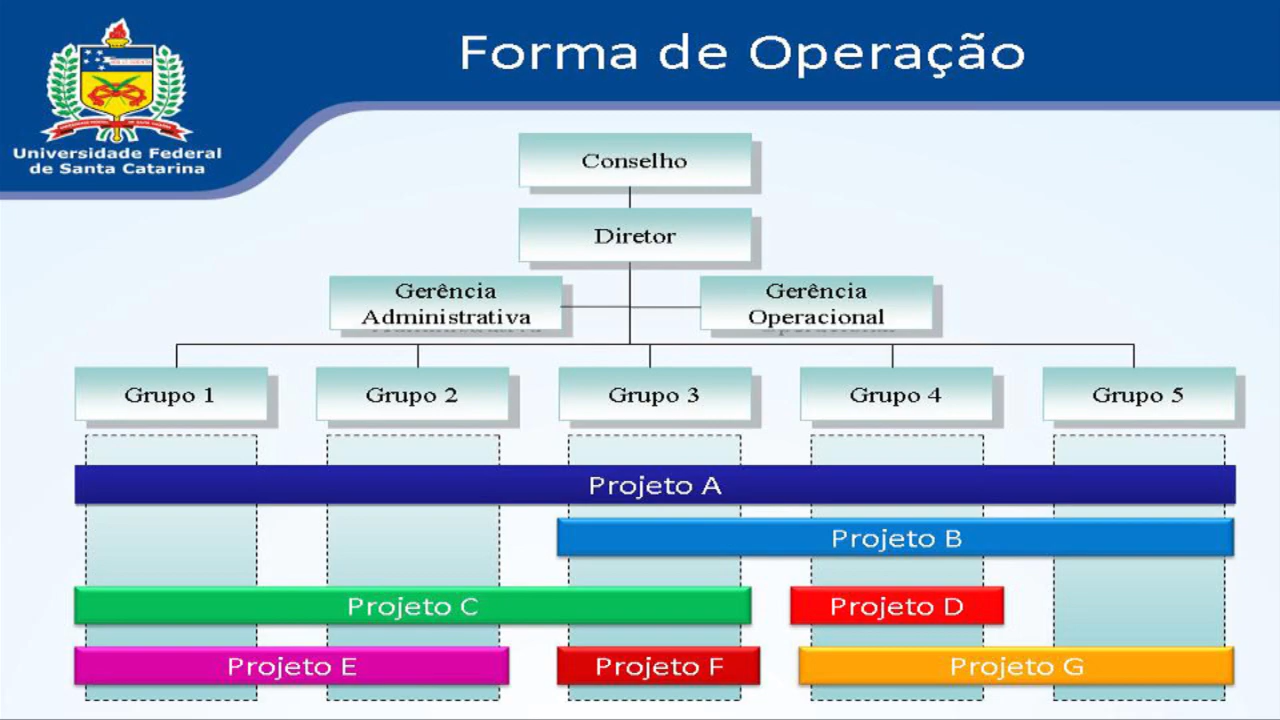 Forma de Operação
Universidade Federal
de Santa Catarina
Conselho
Diretor
Gerência
Administrativa
Gerência
Operacional
Grupo 1
Grupo 2
Grupo 3
Grupo 4
Grupo 5
Projeto A
Projeto B
Projeto C
Projeto D
Projeto E
Projeto F
Projeto G